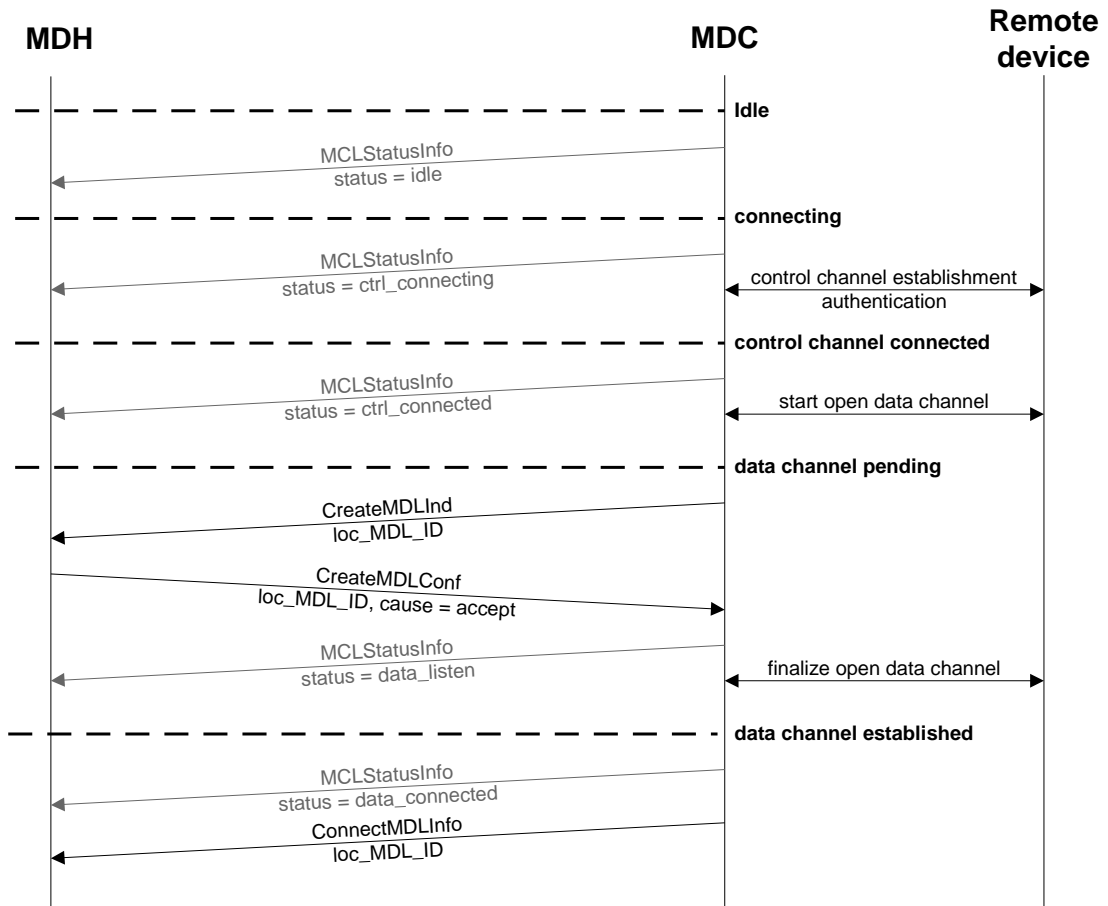 MDH
MDC
Remote
device
Idle
MCLStatusInfo
status = idle
connecting
MCLStatusInfo
status = ctrl_connecting
control channel establishment
authentication
control channel connected
MCLStatusInfo
status = ctrl_connected
start open data channel
data channel pending
CreateMDLInd
loc_MDL_ID
CreateMDLConf
loc_MDL_ID, cause = accept
MCLStatusInfo
status = data_listen
finalize open data channel
data channel established
MCLStatusInfo
status = data_connected
ConnectMDLInfo
loc_MDL_ID